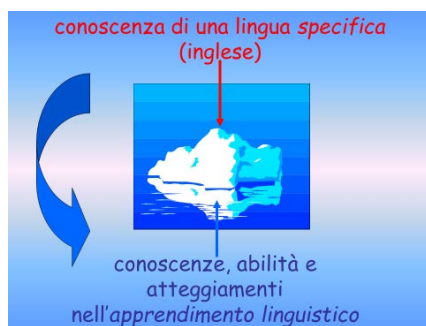 conoscenza di una lingua specifica
(inglese)
conoscenze, abilità e
atteggiamenti
nell'apprendimento linguistico